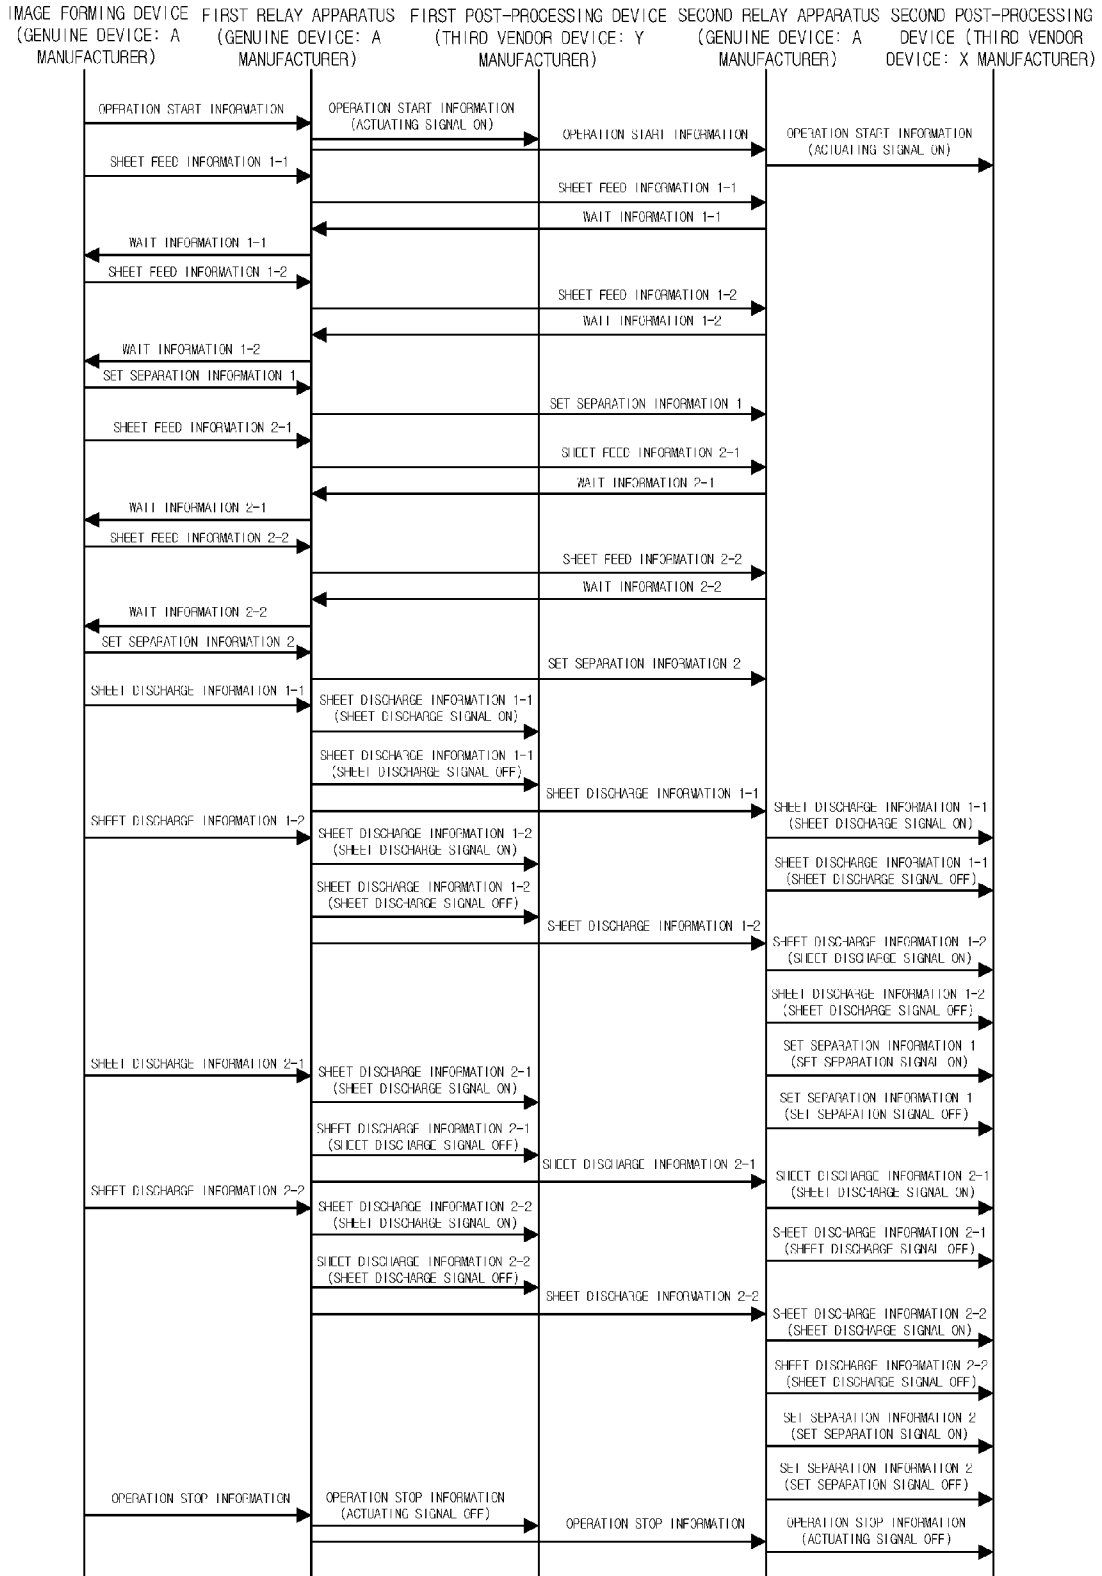 IMAGE FORMING DEVICE
(GENUINE DEVICE: A
MANUFACTURER)
FIRST RELAY APPARATUS
(GENUINE DEVICE: A
MANUFACTURER)
FIRST POST-PROCESSING DEVICE
(THIRD VENDOR DEVICE: Y
MANUFACTURER)
SECOND RELAY APPARATUS
(GENUINE DEVICE: A
MANUFACTURER)
SECOND POST-PROCESSING
DEVICE (THIRD VENDOR
DEVICE: X MANUFACTURER)
OPERATION START INFORMATION
OPERATION START INFORMATION
(ACTUATING SIGNAL ON)
OPERATION START INFORMATION
OPERATION START INFORMATION
(ACTUATING SIGNAL ON)
SHEET FEED INFORMATION 1-1
SHEET FEED INFORMATION 1-1
WAIT INFORMATION 1-1
WAIT INFORMATION 1-1
SHEET FEED INFORMATION 1-2
SHEET FEED INFORMATION 1-2
WAIT INFORMATION 1-2
WAIT INFORMATION 1-2
SET SEPARATION INFORMATION 1
SET SEPARATION INFORMATION 1
SHEET FEED INFORMATION 2-1
SHEET FEED INFORMATION 2-1
WAIT INFORMATION 2-1
WAIT INFORMATION 2-1
SHEET FEED INFORMATION 2-2
SHEET FEED INFORMATION 2-2
WAIT INFORMATION 2-2
WAIT INFORMATION 2-2
SET SEPARATION INFORMATION 2
SET SEPARATION INFORMATION 2
SHEET DISCHARGE INFORMATION 1-1
SHEET DISCHARGE INFORMATION 1-1
(SHEET DISCHARGE SIGNAL ON)
SHEET DISCHARGE INFORMATION 1-1
(SHEET DISCHARGE SIGNAL OFF)
SHEET DISCHARGE INFORMATION 1-1
SHEET DISCHARGE INFORMATION 1-1
(SHEET DISCHARGE SIGNAL ON)
SHEET DISCHARGE INFORMATION 1-2
SHEET DISCHARGE INFORMATION 1-2
(SHEET DISCHARGE SIGNAL ON)
SHEET DISCHARGE INFORMATION 1-1
(SHEET DISCHARGE SIGNAL OFF)
SHEET DISCHARGE INFORMATION 1-2
(SHEET DISCHARGE SIGNAL OFF)
SHEET DISCHARGE INFORMATION 1-2
SHEET DISCHARGE INFORMATION 1-2
(SHEET DISCHARGE SIGNAL ON)
SHEET DISCHARGE INFORMATION 1-2
(SHEET DISCHARGE SIGNAL OFF)
SET SEPARATION INFORMATION 1
(SET SEPARATION SIGNAL ON)
SHEET DISCHARGE INFORMATION 2-1
SHEET DISCHARGE INFORMATION 2-1
(SHEET DISCHARGE SIGNAL ON)
SET SEPARATION INFORMATION 1
(SET SEPARATION SIGNAL OFF)
SHEET DISCHARGE INFORMATION 2-1
(SHEET DISCHARGE SIGNAL OFF)
SHEET DISCHARGE INFORMATION 2-1
SHEET DISCHARGE INFORMATION 2-1
(SHEET DISCHARGE SIGNAL ON)
SHEET DISCHARGE INFORMATION 2-2
SHEET DISCHARGE INFORMATION 2-2
(SHEET DISCHARGE SIGNAL ON)
SHEET DISCHARGE INFORMATION 2-1
(SHEET DISCHARGE SIGNAL OFF)
SHEET DISCHARGE INFORMATION 2-2
(SHEET DISCHARGE SIGNAL OFF)
SHEET DISCHARGE INFORMATION 2-2
SHEET DISCHARGE INFORMATION 2-2
(SHEET DISCHARGE SIGNAL ON)
SHEET DISCHARGE INFORMATION 2-2
(SHEET DISCHARGE SIGNAL OFF)
SET SEPARATION INFORMATION 2
(SET SEPARATION SIGNAL ON)
SET SEPARATION INFORMATION 2
(SET SEPARATION SIGNAL OFF)
OPERATION STOP INFORMATION
OPERATION STOP INFORMATION
(ACTUATING SIGNAL OFF)
OPERATION STOP INFORMATION
OPERATION STOP INFORMATION
(ACTUATING SIGNAL OFF)